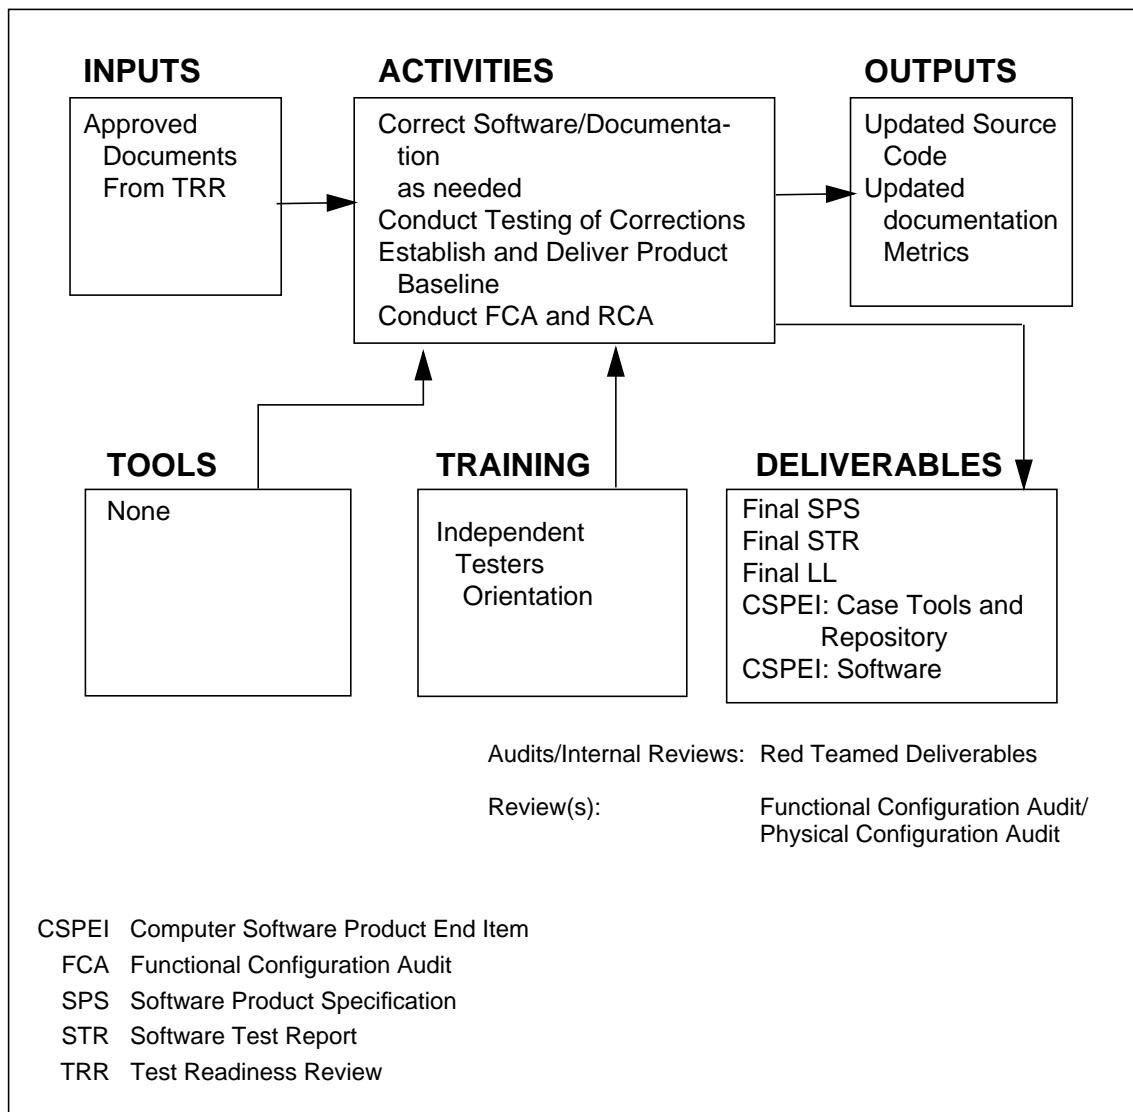 INPUTS
Approved
Documents
From TRR
ACTIVITIES
Correct Software/Documenta-
tion
as needed
Conduct Testing of Corrections
Establish and Deliver Product
Baseline
Conduct FCA and RCA
OUTPUTS
Updated Source
Code
Updated
documentation
Metrics
TOOLS
None
TRAINING
Independent
Testers
Orientation
DELIVERABLES
Final SPS
Final STR
Final LL
CSPEI: Case Tools and
Repository
CSPEI: Software
Audits/Internal Reviews: Red Teamed Deliverables
Review(s): Functional Configuration Audit/
Physical Configuration Audit
CSPEI Computer Software Product End Item
FCA Functional Configuration Audit
SPS Software Product Specification
STR Software Test Report
TRR Test Readiness Review